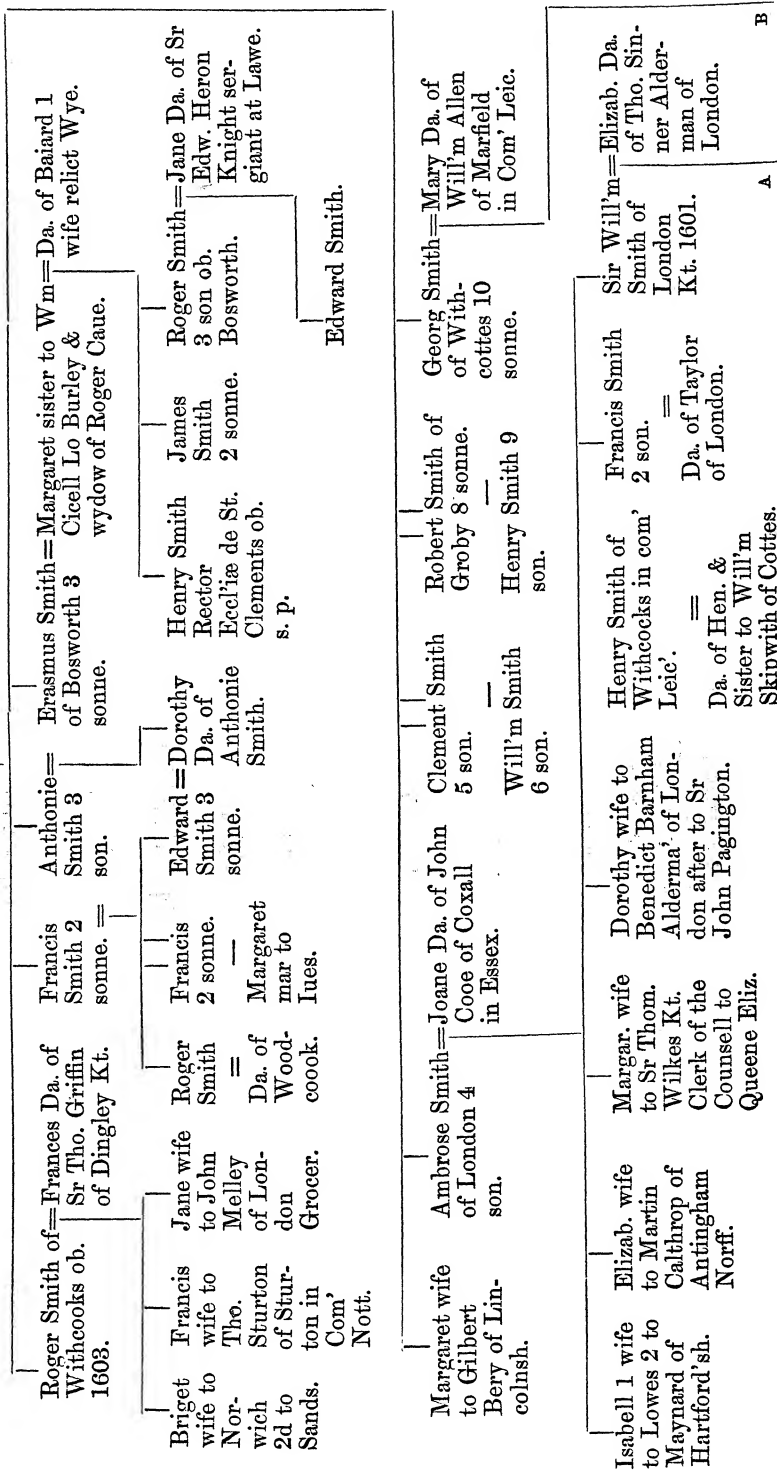 Roger Smith of=Frances Da. of
Withcooks ob. Sr Tho. Griffin
1603. of Dingley Kt.
Francis
Smith 2
sonne. =
Anthonie=
Smith 3
son.
Erasmus Smith=Margaret sister to Wm=Da. of Baiard 1
of Bosworth 3 Cicell Lo Burley & wife relict Wye.
sonne. wydow of Roger Caue.
Briget
wife to
Nor-
wich
2d to
Sands.
Francis
wife to
Tho.
Sturton
of Stur-
ton in
Com'
Nott.
Jane wife
to John
Melley
of Lon-
don
Grocer.
Roger
Smith
=
Da. of
Wood-
coook.
Francis
2 sonne.
—
Margaret
mar to
Iues.
Edward=Dorothy
Smith 3 Da. of
sonne. Anthonie
Smith.
Henry Smith
Rector
Eccl'iæ de St.
Clements ob.
s. p.
James
Smith
2 sonne.
Roger Smith=Jane Da. of Sr
3 son ob. Edw. Heron
Bosworth. Knight ser-
giant at Lawe.
Edward Smith.
Margaret wife
to Gilbert
Bery of Lin-
colnsh.
Ambrose Smith=Joane Da. of John
of London 4 Cooe of Coxall
son. in Essex.
Clement Smith
5 son.
—
Will'm Smith
6 son.
Robert Smith of
Groby 8 sonne.
—
Henry Smith 9
son.
Georg Smith=Mary Da. of
of With- Will'm Allen
cottes 10 of Marfield
sonne. in Com' Leic.
Isabell 1 wife
to Lowes 2 to
Maynard of
Hartford'sh.
Elizab. wife
to Martin
Calthrop of
Antingham
Norff.
Margar. wife
to Sr Thom.
Wilkes Kt.
Clerk of the
Counsell to
Queene Eliz.
Dorothy wife to
Benedict Barnham
Alderma' of Lon-
don after to Sr
John Pagington.
Henry Smith of
Withcocks in com'
Leic'.
=
Da. of Hen. &
Sister to Will'm
Skipwith of Cottes.
Francis Smith
2 son.
=
Da. of Taylor
of London.
Sir Will'm=Elizab. Da.
Smith of of Tho. Sin-
London ner Alder-
Kt. 1601. man of
London.
A
B